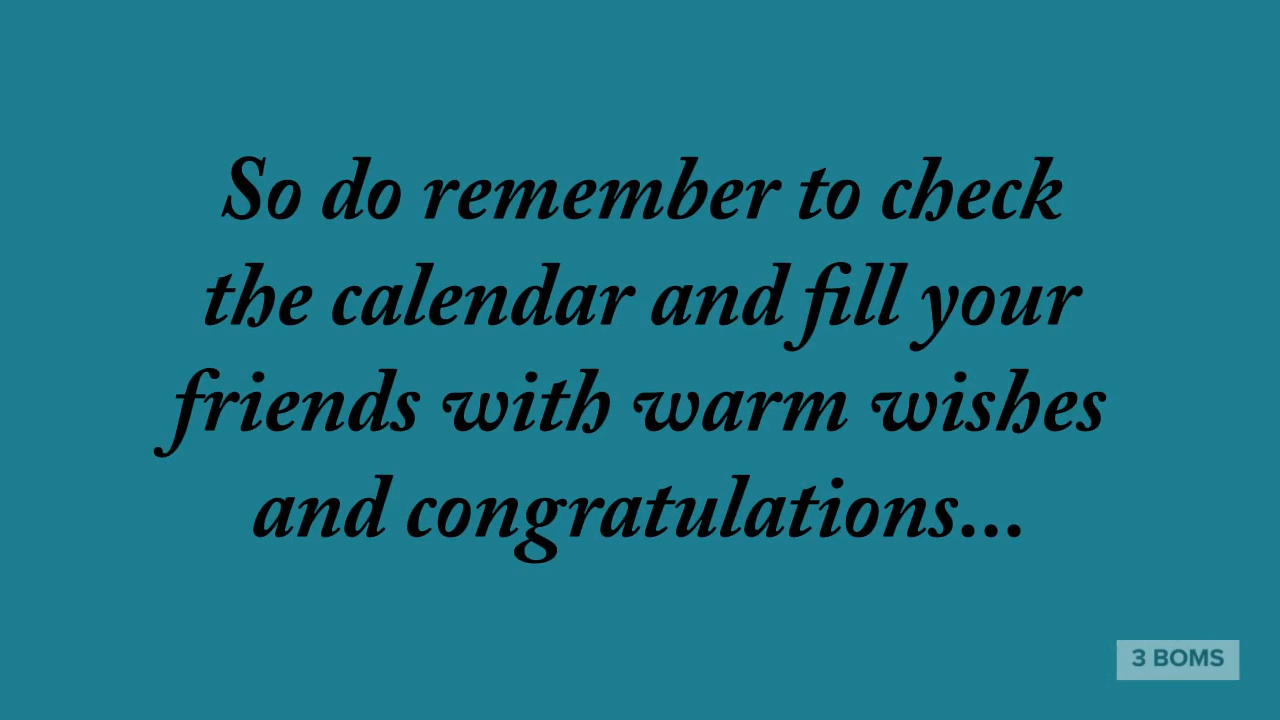 So do remember to check
the calendar and fill your
friends with warm wishes
and congratulations...
3 BOMS